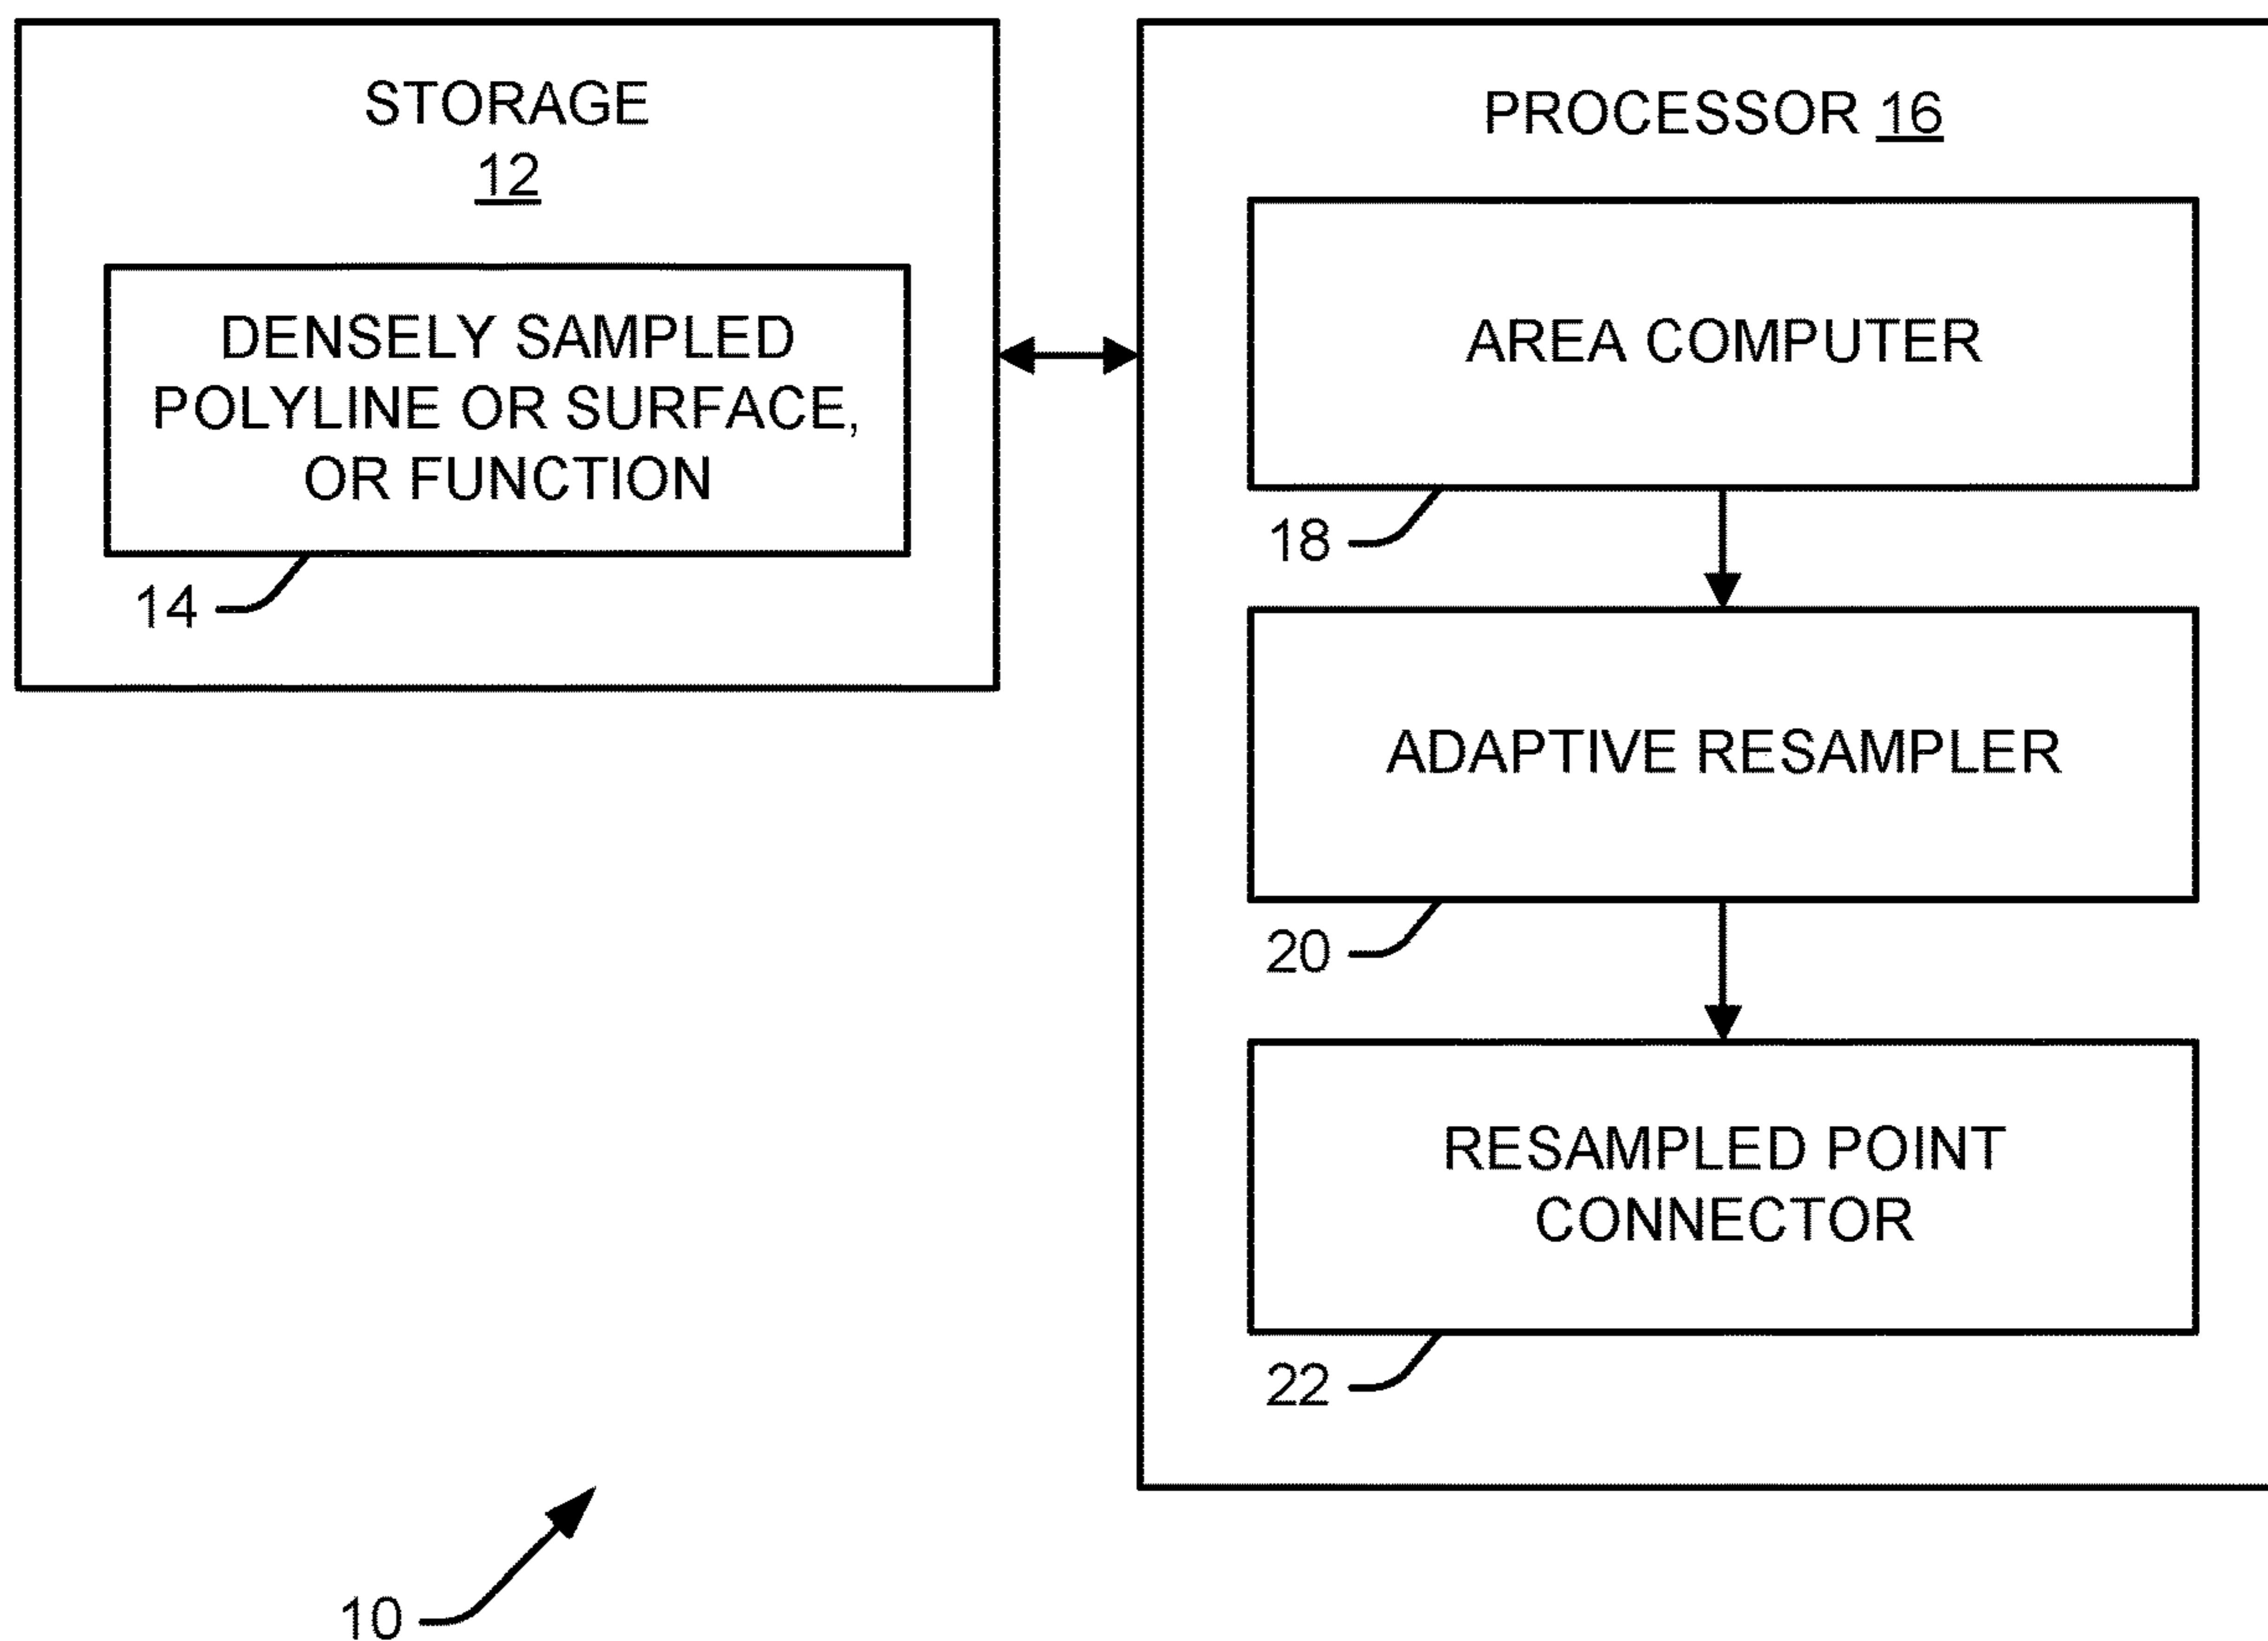 STORAGE
12
DENSELY SAMPLED
POLYLINE OR SURFACE,
OR FUNCTION
14
PROCESSOR 16
AREA COMPUTER
18
ADAPTIVE RESAMPLER
20
RESAMPLED POINT
CONNECTOR
22
10